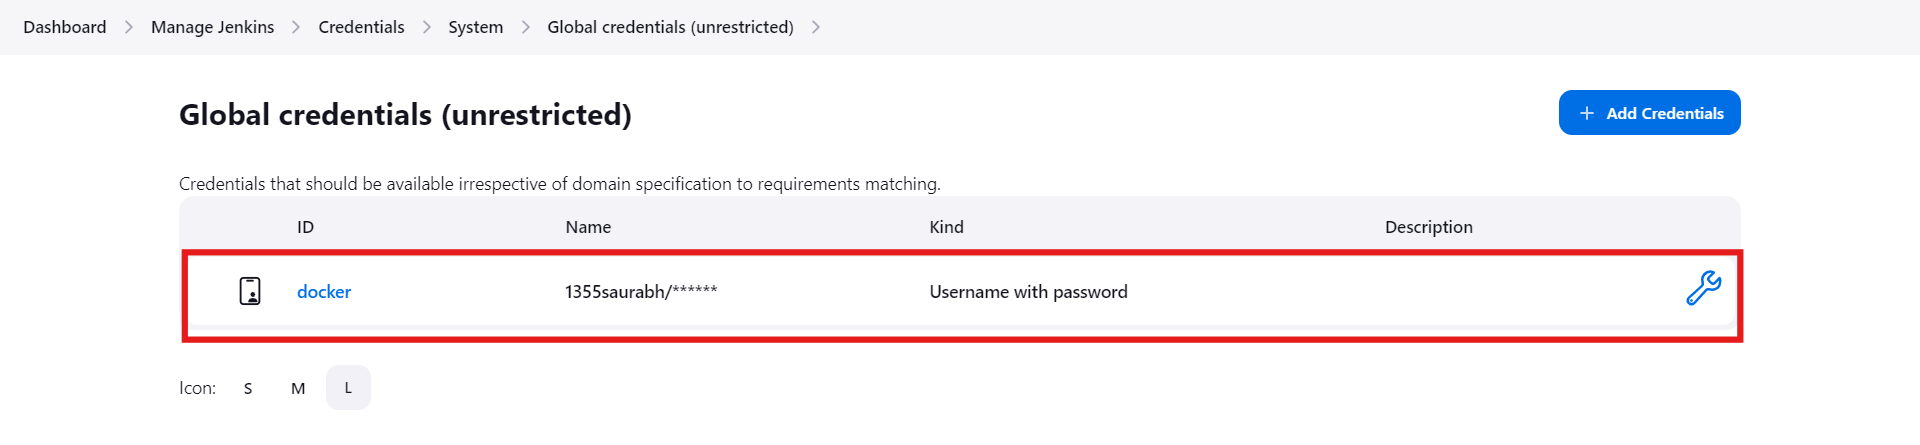 Dashboard > Manage Jenkins > Credentials > System > Global credentials (unrestricted) >
Global credentials (unrestricted)
+ Add Credentials
Credentials that should be available irrespective of domain specification to requirements matching.
ID Name Kind Description
docker 1355saurabh/****** Username with password
Icon: S M L